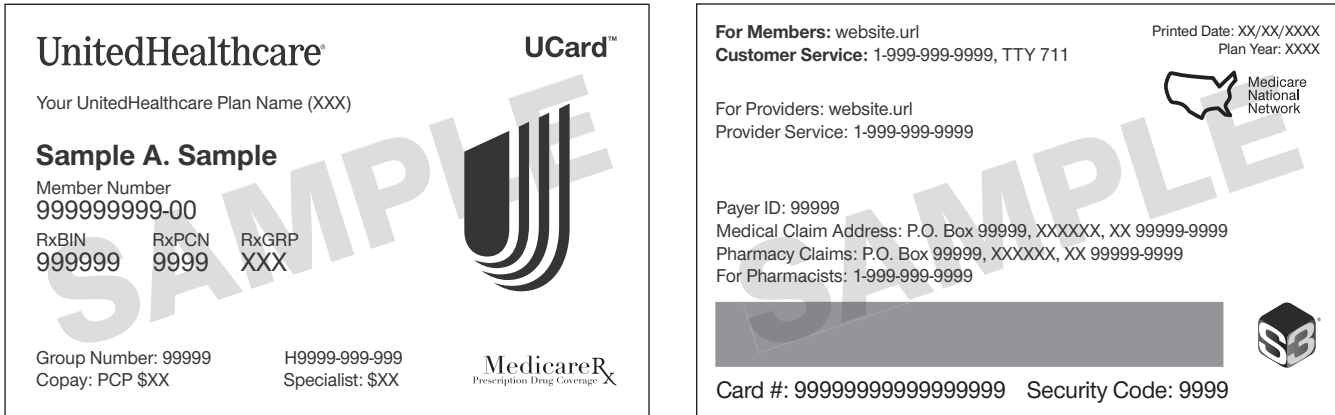 UnitedHealthcare®
UCard™
Your UnitedHealthcare Plan Name (XXX)
Sample A. Sample
Member Number
999999999-00
RxBIN RxPCN RxGRP
999999 9999 XXX
Group Number: 99999 H9999-999-999
Copay: PCP $XX Specialist: $XX
MedicareRx
Prescription Drug Coverage
SAMPLE
For Members: website.url
Customer Service: 1-999-999-9999, TTY 711
Printed Date: XX/XX/XXXX
Plan Year: XXXX
Medicare
National
Network
For Providers: website.url
Provider Service: 1-999-999-9999
Payer ID: 99999
Medical Claim Address: P.O. Box 99999, XXXXXX, XX 99999-9999
Pharmacy Claims: P.O. Box 99999, XXXXXX, XX 99999-9999
For Pharmacists: 1-999-999-9999
S3®
Card #: 99999999999999999 Security Code: 9999
SAMPLE